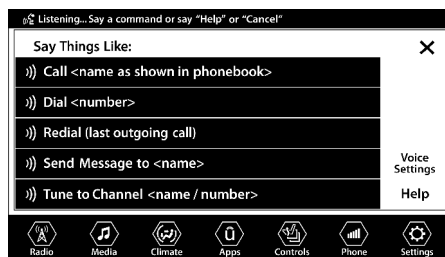 Listening... Say a command or say "Help" or "Cancel"
Say Things Like:
Call <name as shown in phonebook>
Dial <number>
Redial (last outgoing call)
Send Message to <name>
Tune to Channel <name / number>
Voice
Settings
Help
Radio
Media
Climate
Apps
Controls
Phone
Settings